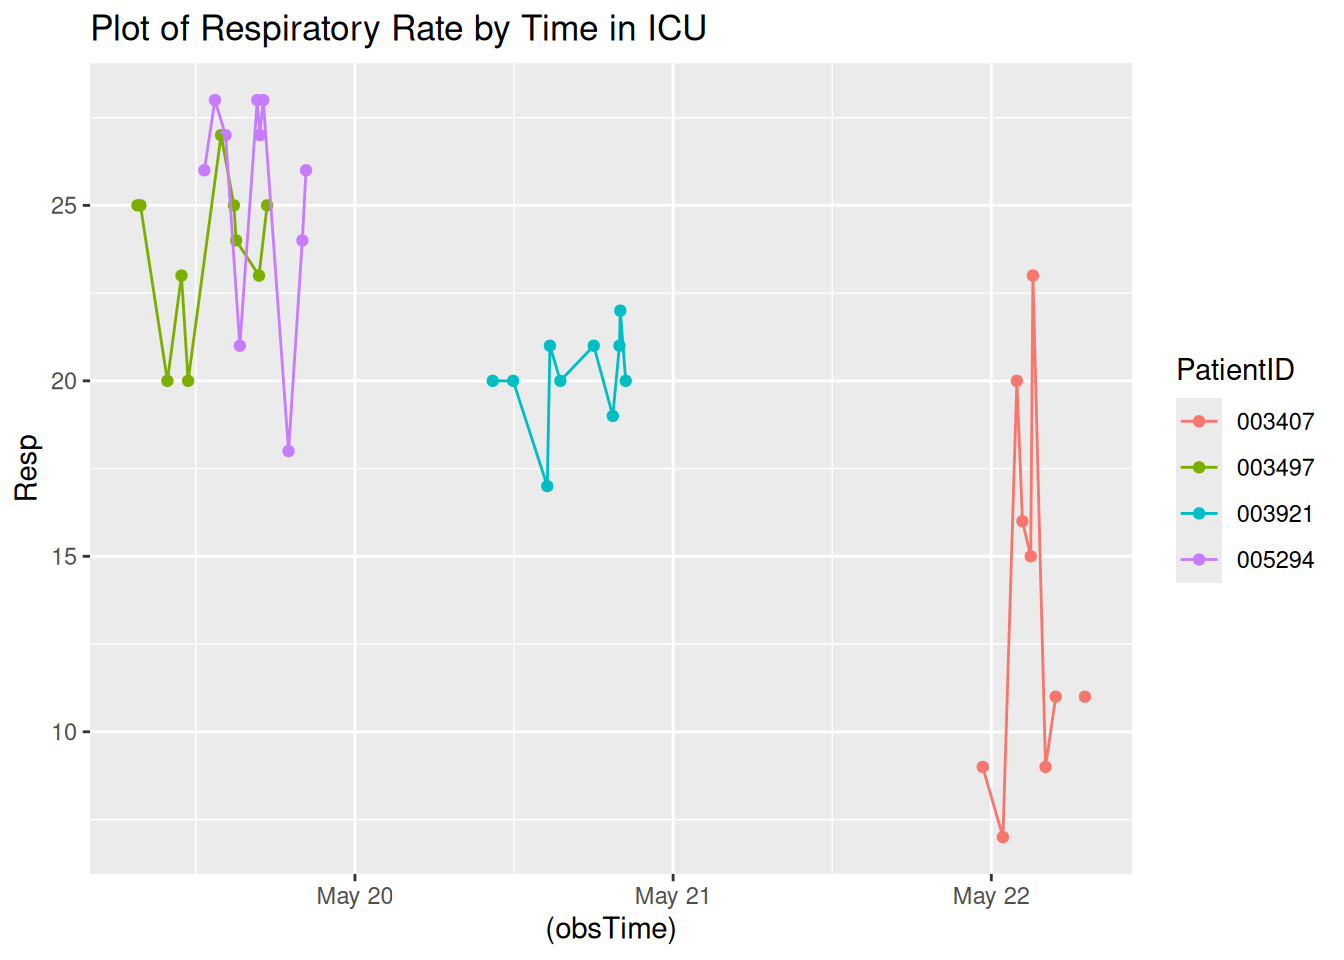 Plot of Respiratory Rate by Time in ICU
Resp
25
20
15
10
May 20
May 21
May 22
(obsTime)
PatientID
003407
003497
003921
005294